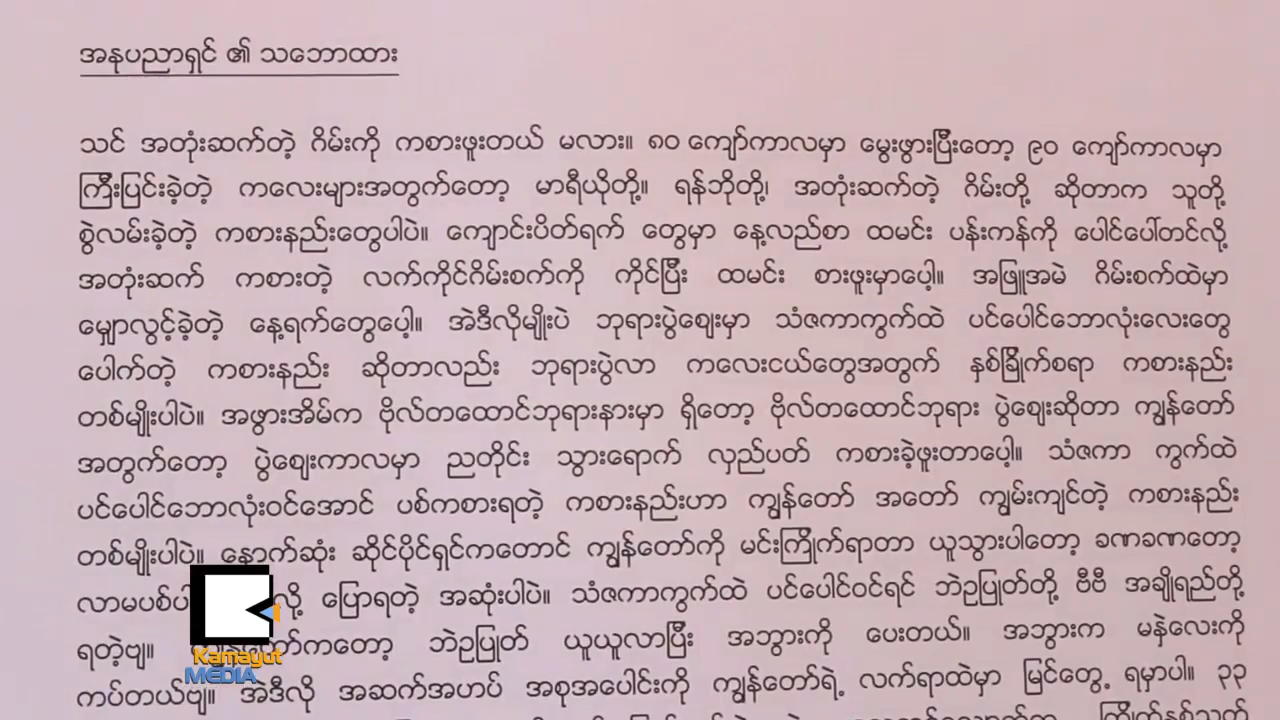 အနုပညာရှင် ၏ သဘောထား
သင် အတုံးဆက်တဲ့ ဂိမ်းကို ကစားဖူးတယ် မလား။ ၈၀ ကျော်ကာလမှာ မွေးဖွားပြီးတော့ ၉၀ ကျော်ကာလမှာ
ကြီးပြင်းခဲ့တဲ့ ကလေးများအတွက်တော့ မာရီယိုတို့။ ရန်ဘိုတို့၊ အတုံးဆက်တဲ့ ဂိမ်းတို့ ဆိုတာက သူတို့
စွဲလမ်းခဲ့တဲ့ ကစားနည်းတွေပါပဲ။ ကျောင်းပိတ်ရက် တွေမှာ နေ့လည်စာ ထမင်း ပန်းကန်ကို ပေါင်ပေါ်တင်လို့
အတုံးဆက် ကစားတဲ့ လက်ကိုင်ဂိမ်းစက်ကို ကိုင်ပြီး ထမင်း စားဖူးမှာပေါ့။ အဖြူအမဲ ဂိမ်းစက်ထဲမှာ
မျှောလွင့်ခဲ့တဲ့ နေ့ရက်တွေပေါ့။ အဲဒီလိုမျိုးပဲ ဘုရားပွဲဈေးမှာ သံဇကာကွက်ထဲ ပင်ပေါင်ဘောလုံးလေးတွေ
ပေါက်တဲ့ ကစားနည်း ဆိုတာလည်း ဘုရားပွဲလာ ကလေးငယ်တွေအတွက် နှစ်ခြိုက်စရာ ကစားနည်း
တစ်မျိုးပါပဲ။ အဖွားအိမ်က ဗိုလ်တထောင်ဘုရားနားမှာ ရှိတော့ ဗိုလ်တထောင်ဘုရား ပွဲဈေးဆိုတာ ကျွန်တော်
အတွက်တော့ ပွဲဈေးကာလမှာ ညတိုင်း သွားရောက် လှည်ပတ် ကစားခဲ့ဖူးတာပေါ့။ သံဇကာ ကွက်ထဲ
ပင်ပေါင်ဘောလုံးဝင်အောင် ပစ်ကစားရတဲ့ ကစားနည်းဟာ ကျွန်တော် အတော် ကျွမ်းကျင်တဲ့ ကစားနည်း
တစ်မျိုးပါပဲ။ နောက်ဆုံး ဆိုင်ပိုင်ရှင်ကတောင် ကျွန်တော်ကို မင်းကြိုက်ရာတာ ယူသွားပါတော့ ခဏခဏတော့
လာမပစ်ပါ လို့ ပြောရတဲ့ အဆုံးပါပဲ။ သံဇကာကွက်ထဲ ပင်ပေါင်ဝင်ရင် ဘဲဥပြုတ်တို့ ဗီဗီ အချိုရည်တို့
ရတဲ့ဗျ။ ကျွန်တော်ကတော့ ဘဲဥပြုတ် ယူယူလာပြီး အဘွားကို ပေးတယ်။ အဘွားက မနဲလေးကို
ကပ်တယ်ဗျ။ အဲဒီလို အဆက်အဟပ် အစုအပေါင်းကို ကျွန်တော်ရဲ့ လက်ရာထဲမှာ မြင်တွေ့ ရမှာပါ။ ၃၃
Kamayut
MEDIA